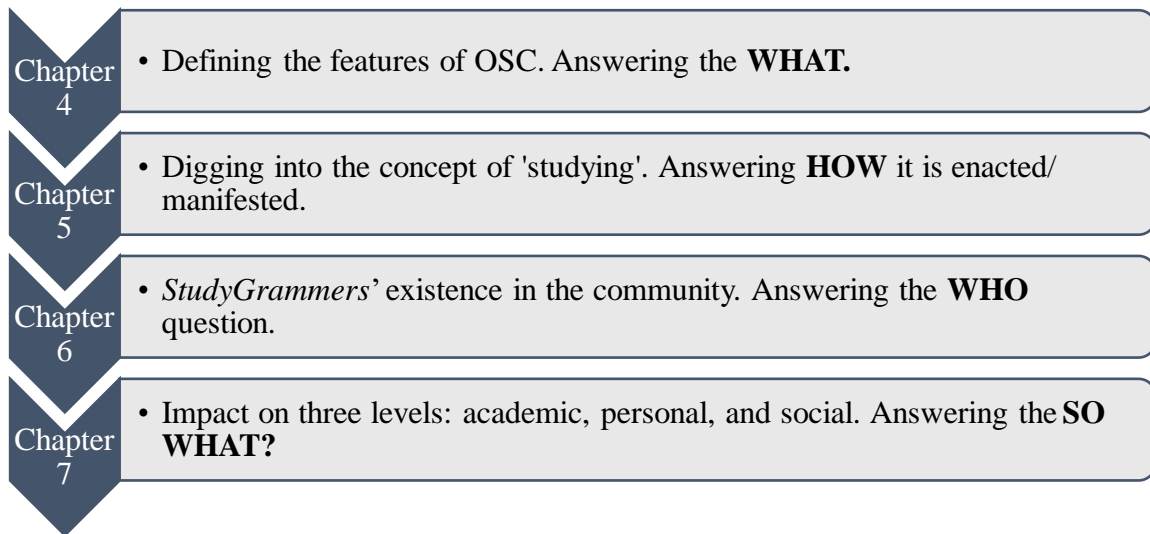 Chapter
4
• Defining the features of OSC. Answering the WHAT.
Chapter
5
• Digging into the concept of 'studying'. Answering HOW it is enacted/
manifested.
Chapter
6
• StudyGrammers’ existence in the community. Answering the WHO
question.
Chapter
7
• Impact on three levels: academic, personal, and social. Answering the SO
WHAT?